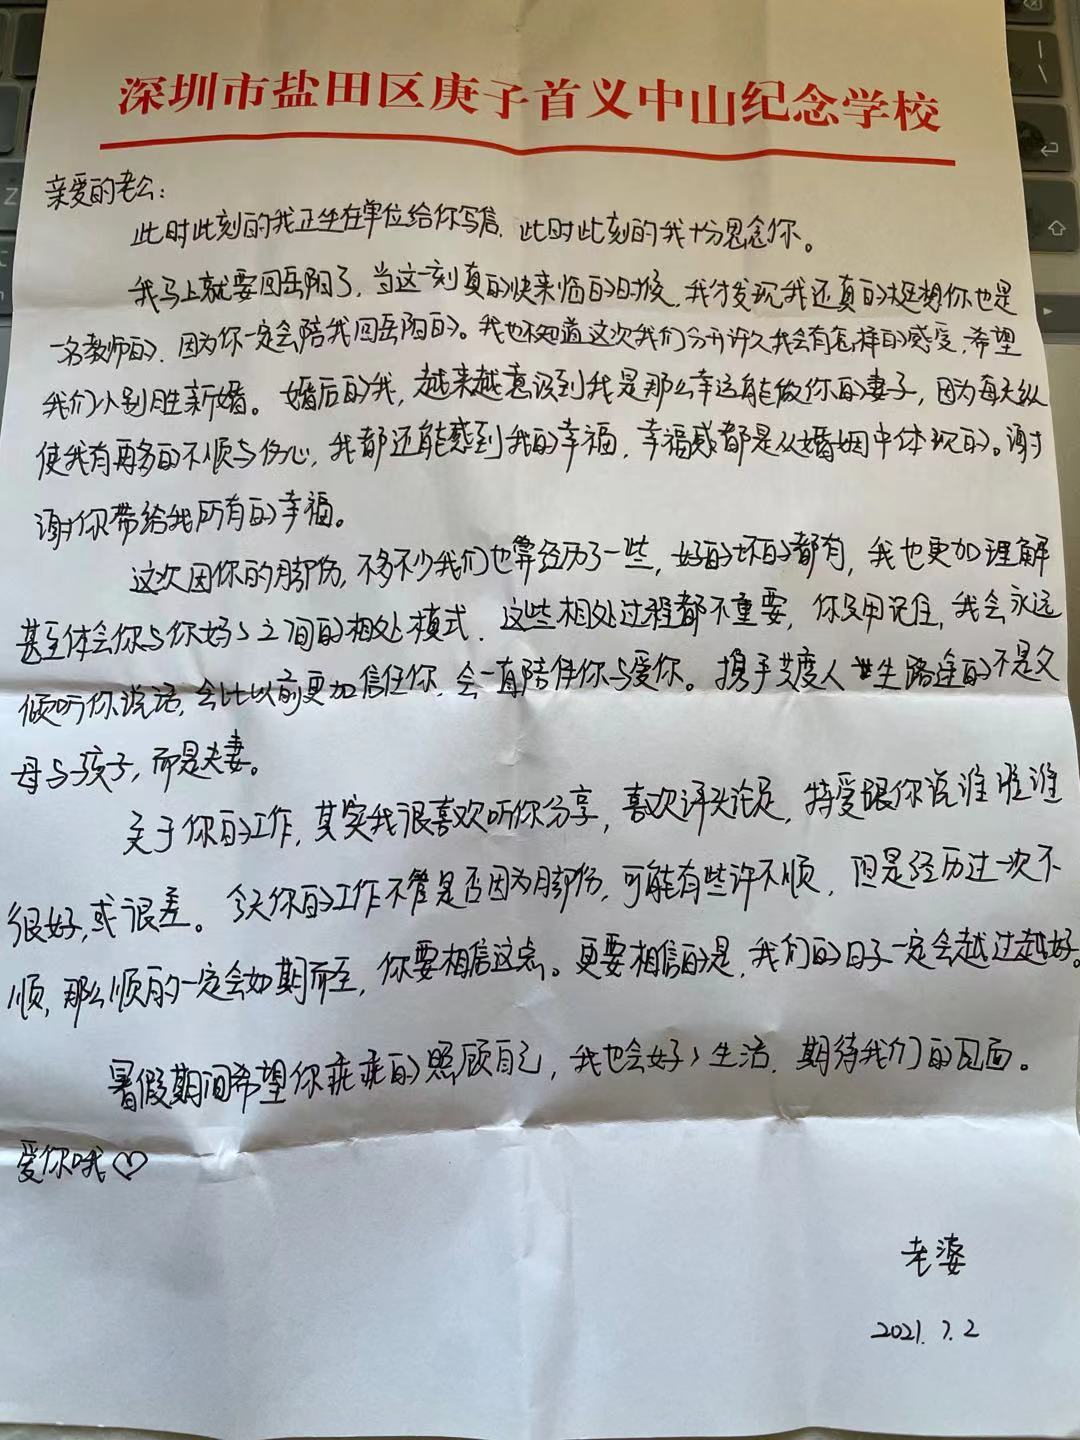 深圳市盐田区庚子首义中山纪念学校
亲爱的老公:
此时此刻的我正坐在单位给你写信,此时此刻的我十分思念你。
我马上就要回岳阳了,当这一刻真的快来临的时候,我才发现我还真的挺想你也是
一名教师的,因为你一定会陪我回岳阳的。我也不知道这次我们分开许久我会有怎样的感受,希望
我们小别胜新婚。婚后的我,越来越意识到我是那么幸运能做你的妻子,因为每天纵
使我有再多的不顺与伤心,我都还能感到我的幸福,幸福感都是从婚姻中体现的。谢
谢你带给我所有的幸福。
这次因你的脚伤,不多不少我们也算经历了一些,好的坏的都有,我也更加理解
甚至体会你与你妈妈之间的相处模式,这些相处过程都不重要,你只用记住,我会永远
倾听你说话,会比以前更加信任你,会一直陪伴你与爱你。携手共度人生路途的不是父
母与孩子,而是夫妻。
关于你的工作,其实我很喜欢听你分享,喜欢评头论足,特爱跟你说谁谁谁
很好,或很差。今天你的工作不管是否因为脚伤,可能有些许不顺,但是经历过一次不
顺,那么顺的一定会如期而至,你要相信这点。更要相信的是,我们的日子一定会越过越好。
暑假期间希望你乖乖的照顾自己,我也会好好生活,期待我们的见面。
爱你哦♡
老婆
2021.7.2